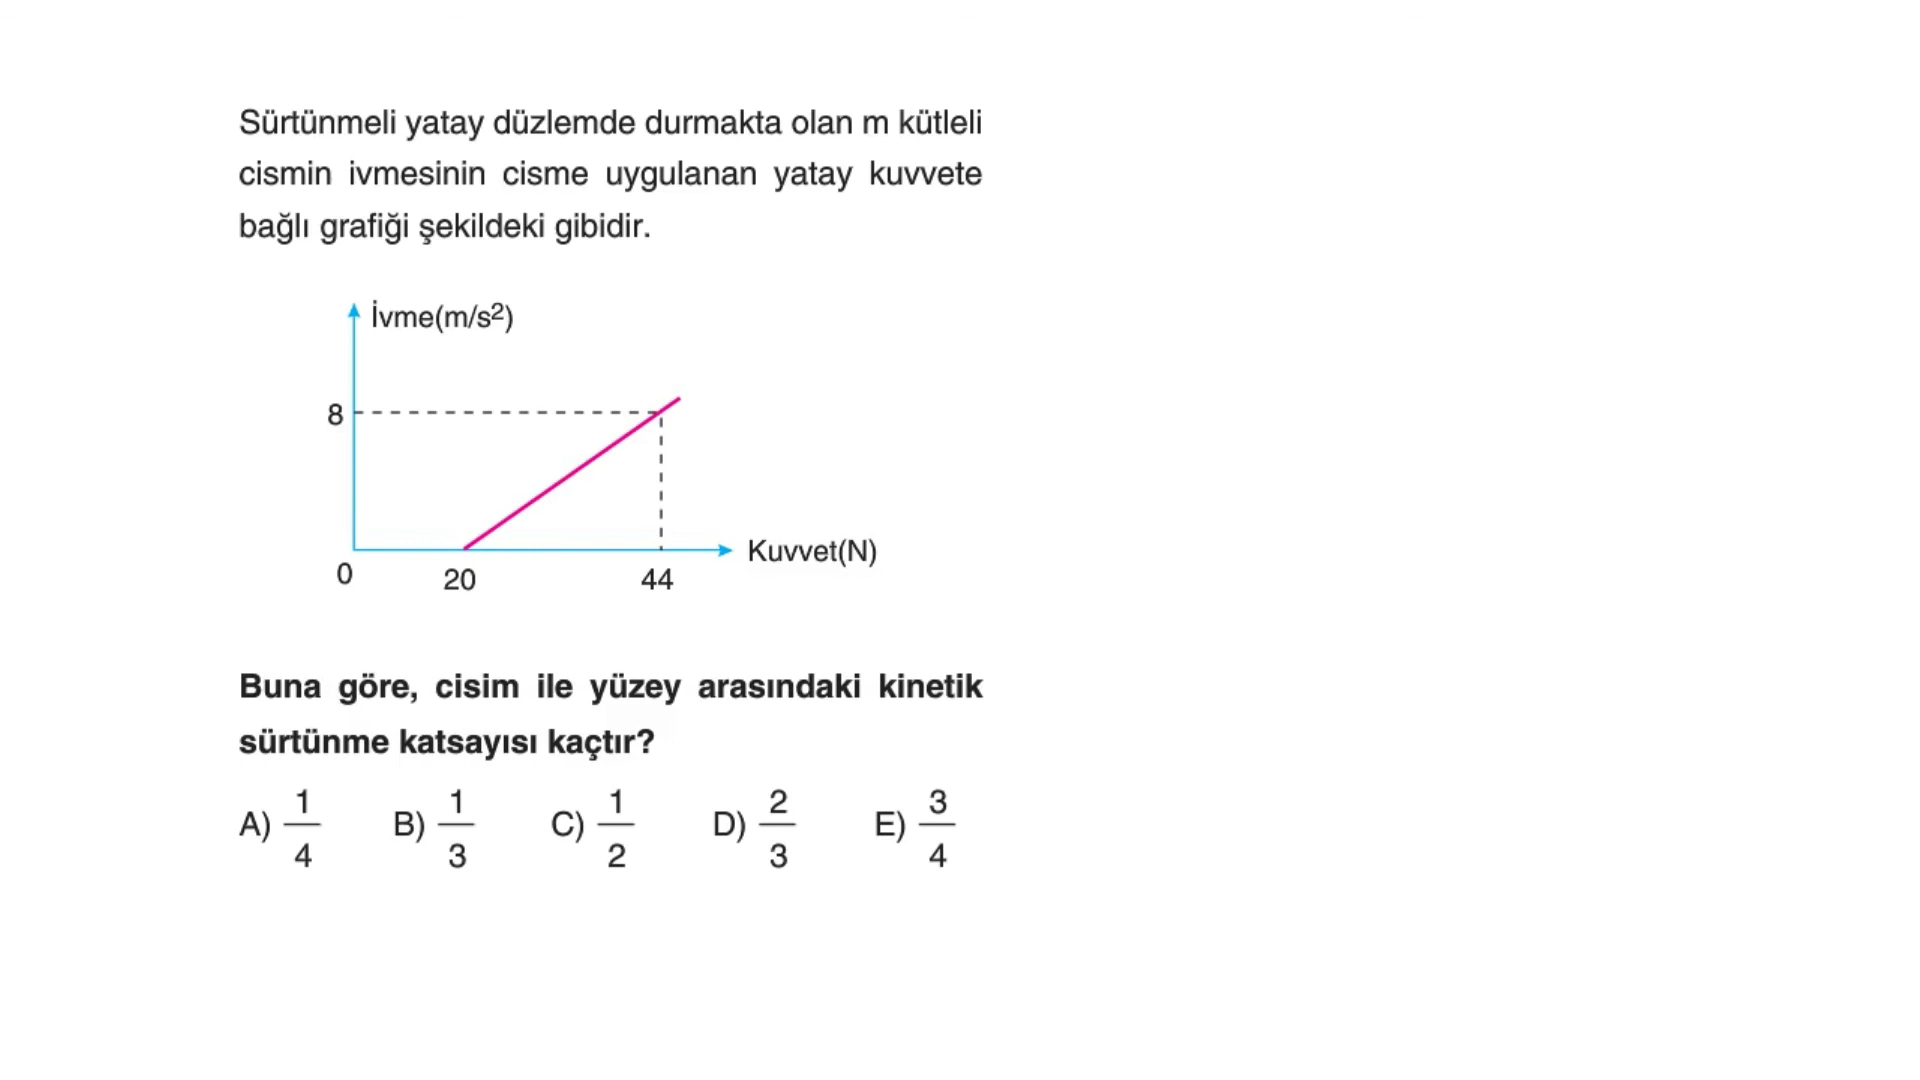 Sürtünmeli yatay düzlemde durmakta olan m kütleli
cismin ivmesinin cisme uygulanan yatay kuvvete
bağlı grafiği şekildeki gibidir.
İvme(m/s²)
8
0
20
44
Kuvvet(N)
Buna göre, cisim ile yüzey arasındaki kinetik
sürtünme katsayısı kaçtır?
A) 1/4 B) 1/3 C) 1/2 D) 2/3 E) 3/4